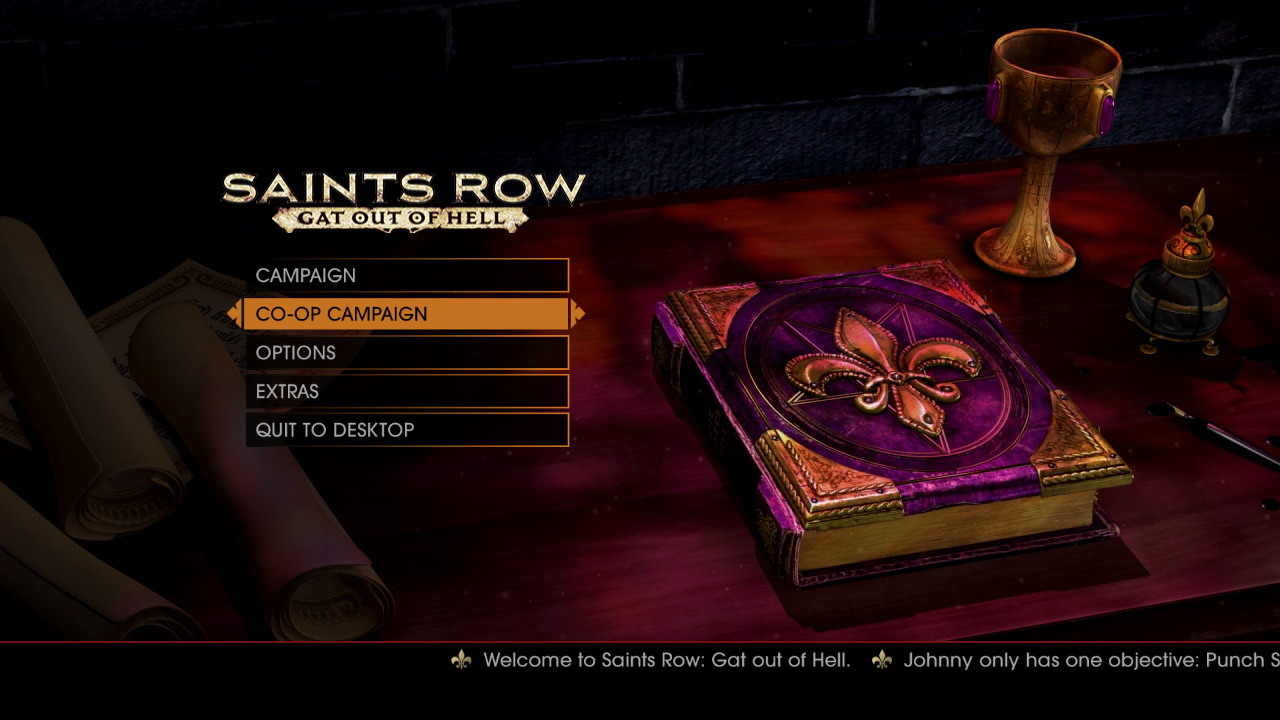 SAINTS ROW
GAT OUT OF HELL
CAMPAIGN
CO-OP CAMPAIGN
OPTIONS
EXTRAS
QUIT TO DESKTOP
Welcome to Saints Row: Gat out of Hell. Johnny only has one objective: Punch S